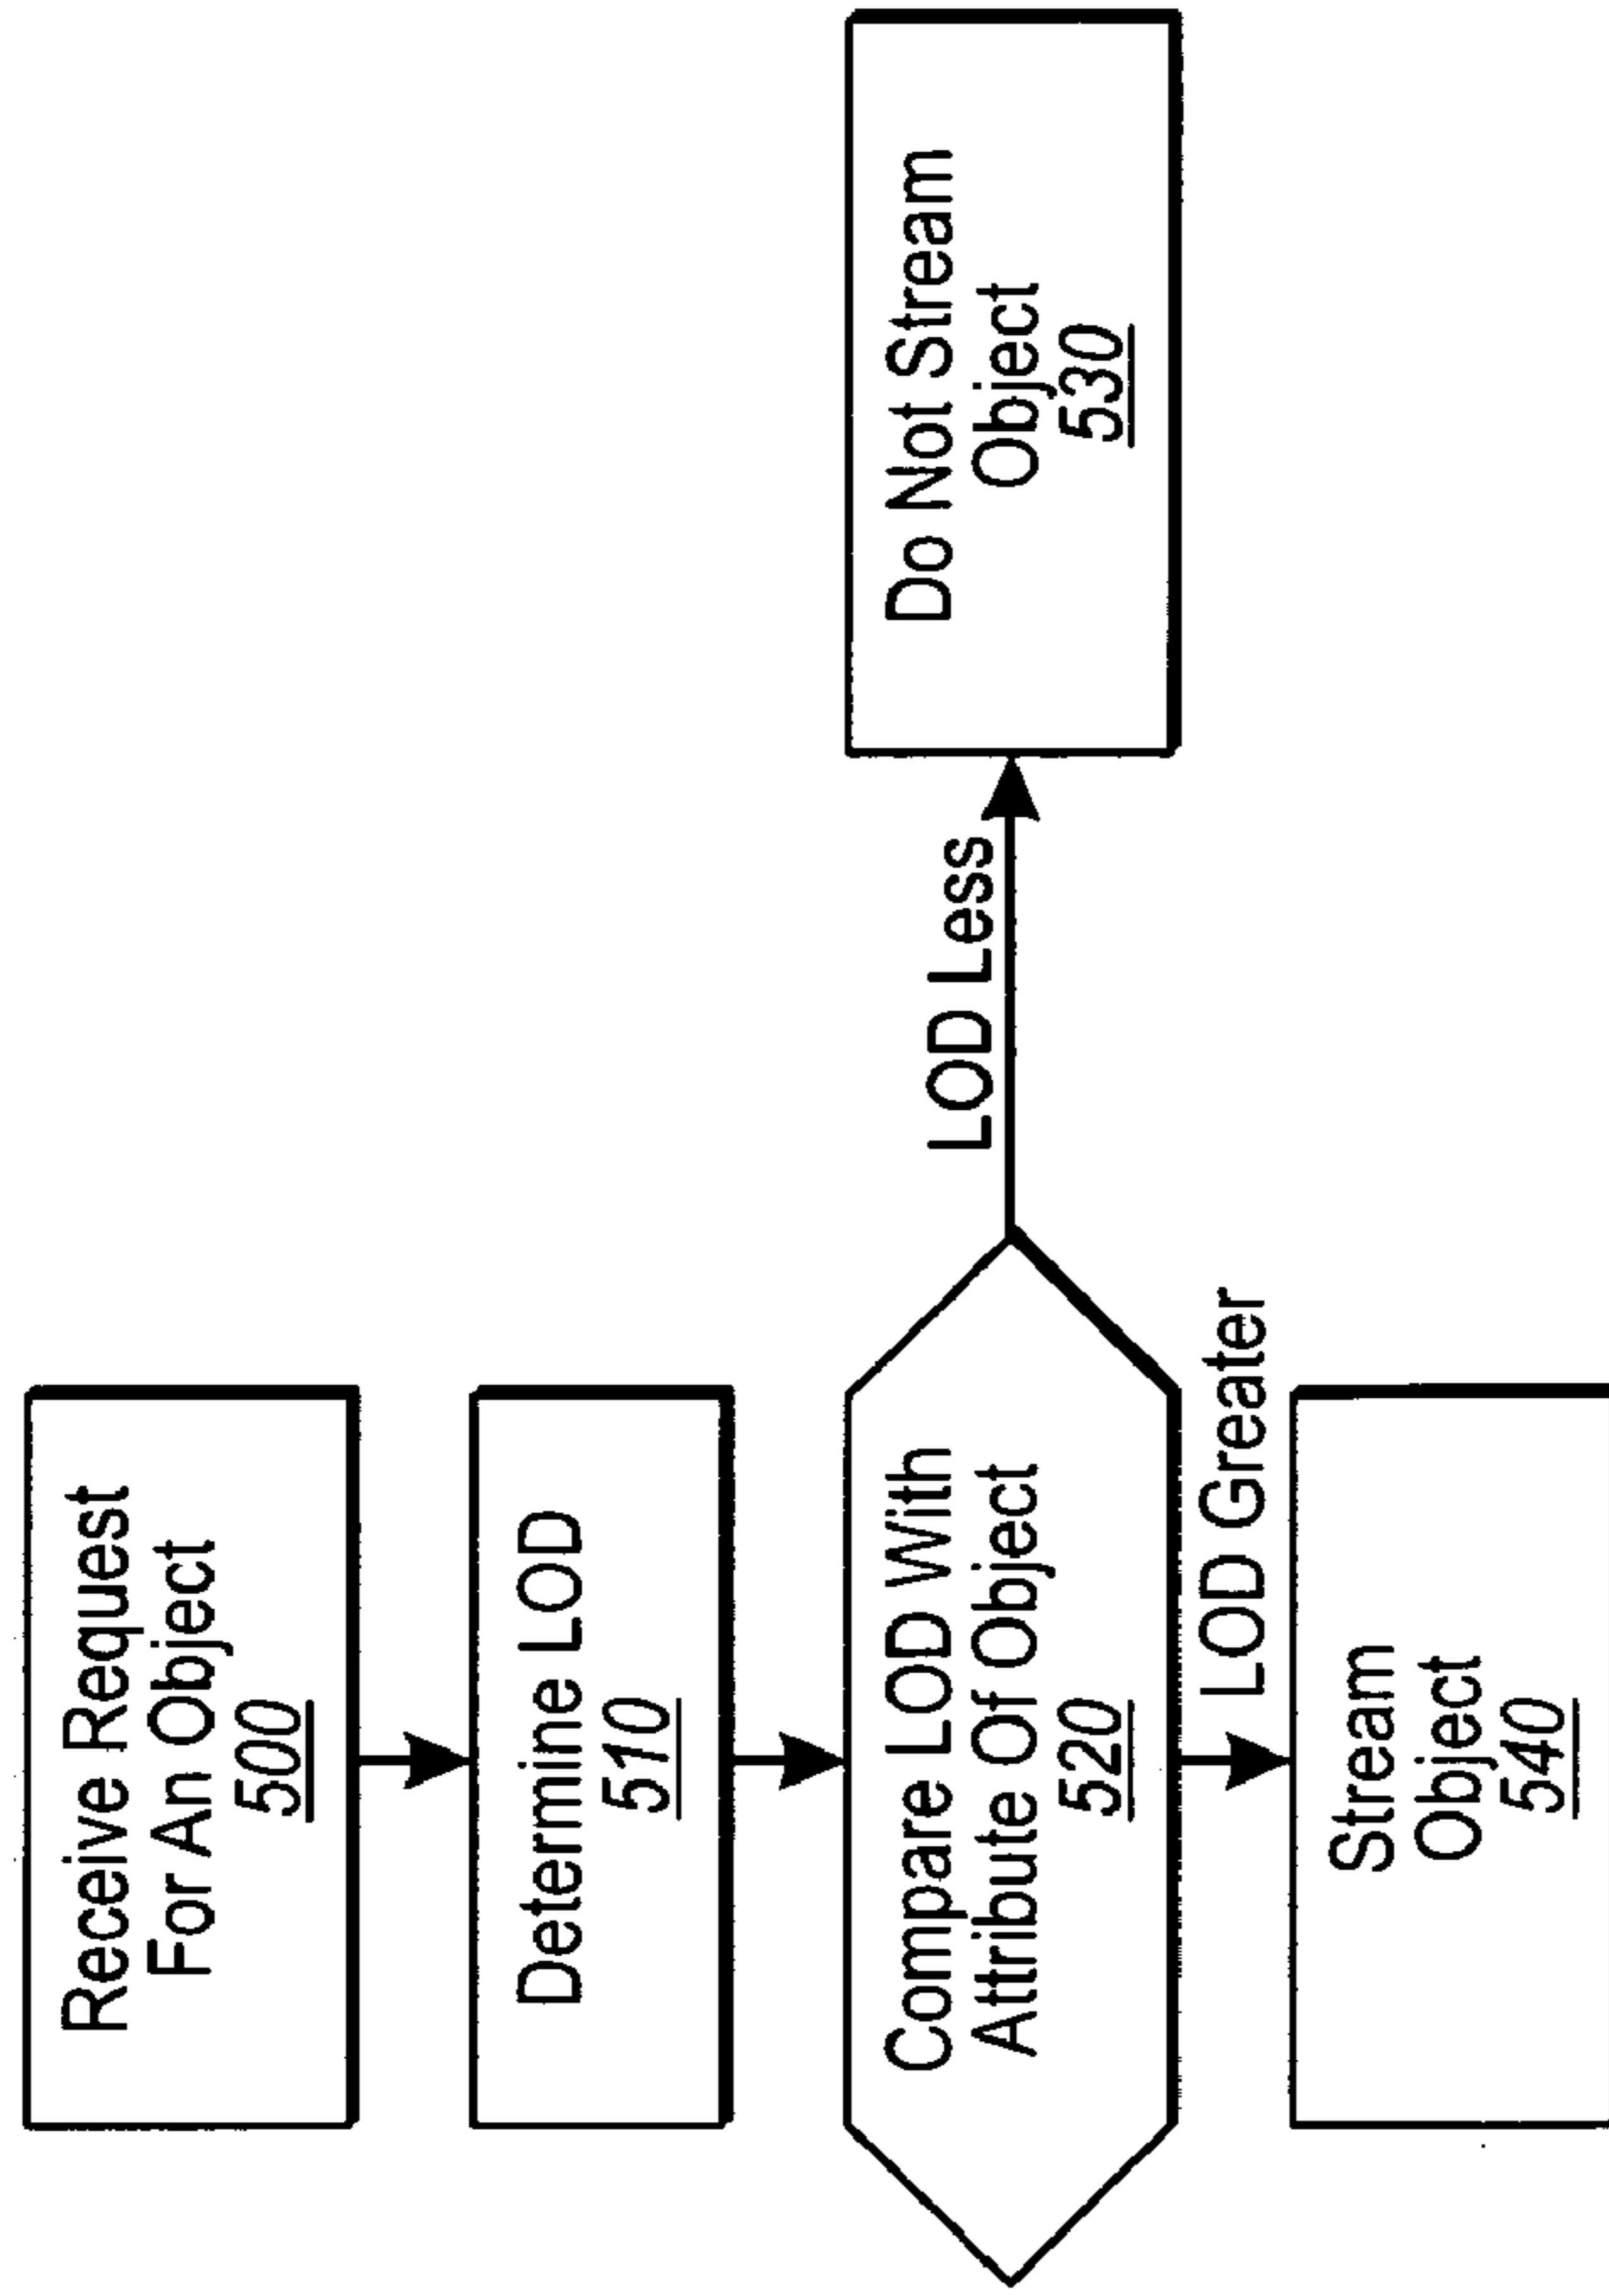 Receive Request
For An Object
500
Determine LOD
510
Compare LOD With
Attribute Of Object
520
LOD Less
Do Not Stream
Object
530
LOD Greater
Stream
Object
540